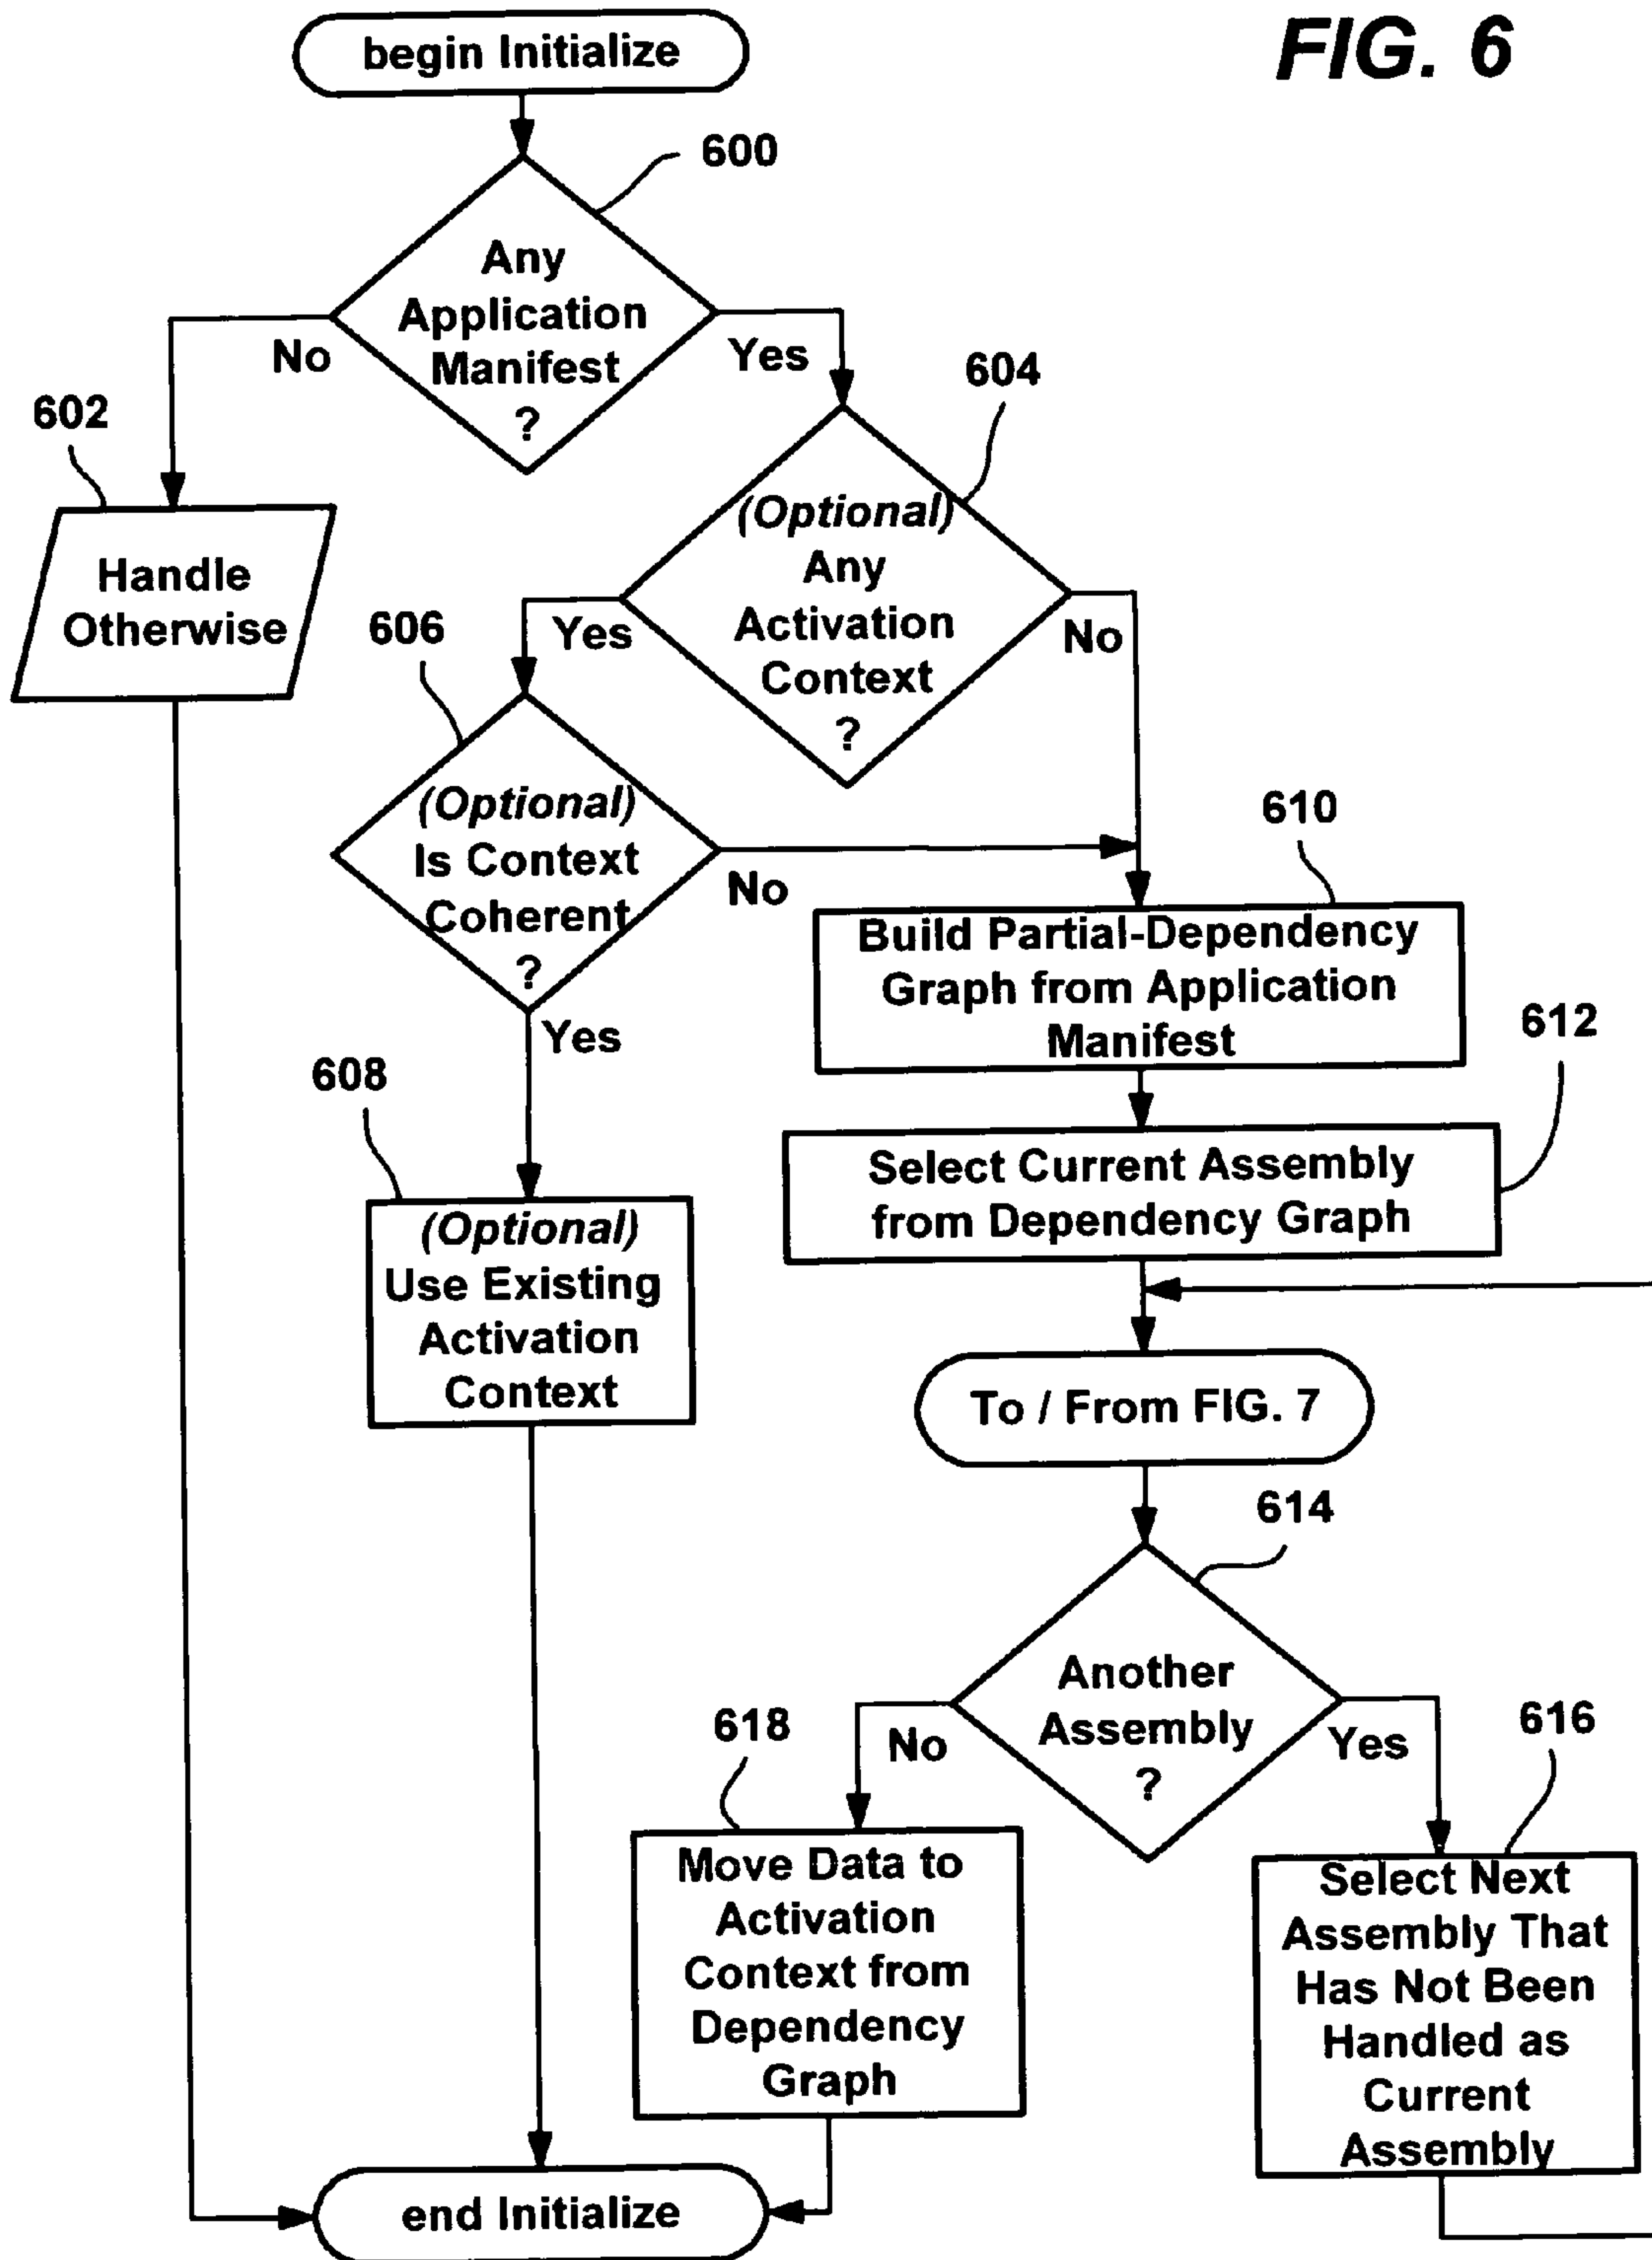 FIG. 6
begin Initialize
600
Any
Application
Manifest
?
No
Yes
602
604
Handle
Otherwise
(Optional)
Any
Activation
Context
?
Yes
No
606
(Optional)
Is Context
Coherent
?
No
Yes
610
Build Partial-Dependency
Graph from Application
Manifest
612
608
Select Current Assembly
from Dependency Graph
(Optional)
Use Existing
Activation
Context
To / From FIG. 7
614
Another
Assembly
?
No
Yes
618
616
Move Data to
Activation
Context from
Dependency
Graph
Select Next
Assembly That
Has Not Been
Handled as
Current
Assembly
end Initialize